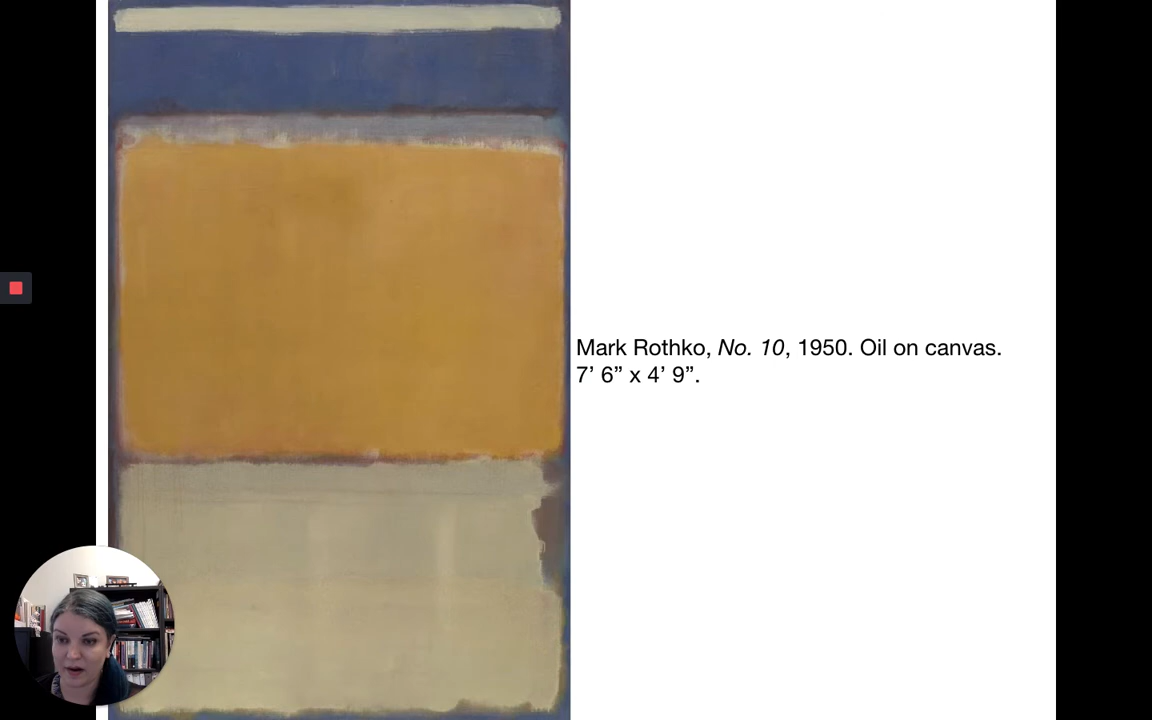 Mark Rothko, No. 10, 1950. Oil on canvas.
7’ 6” x 4’ 9”.